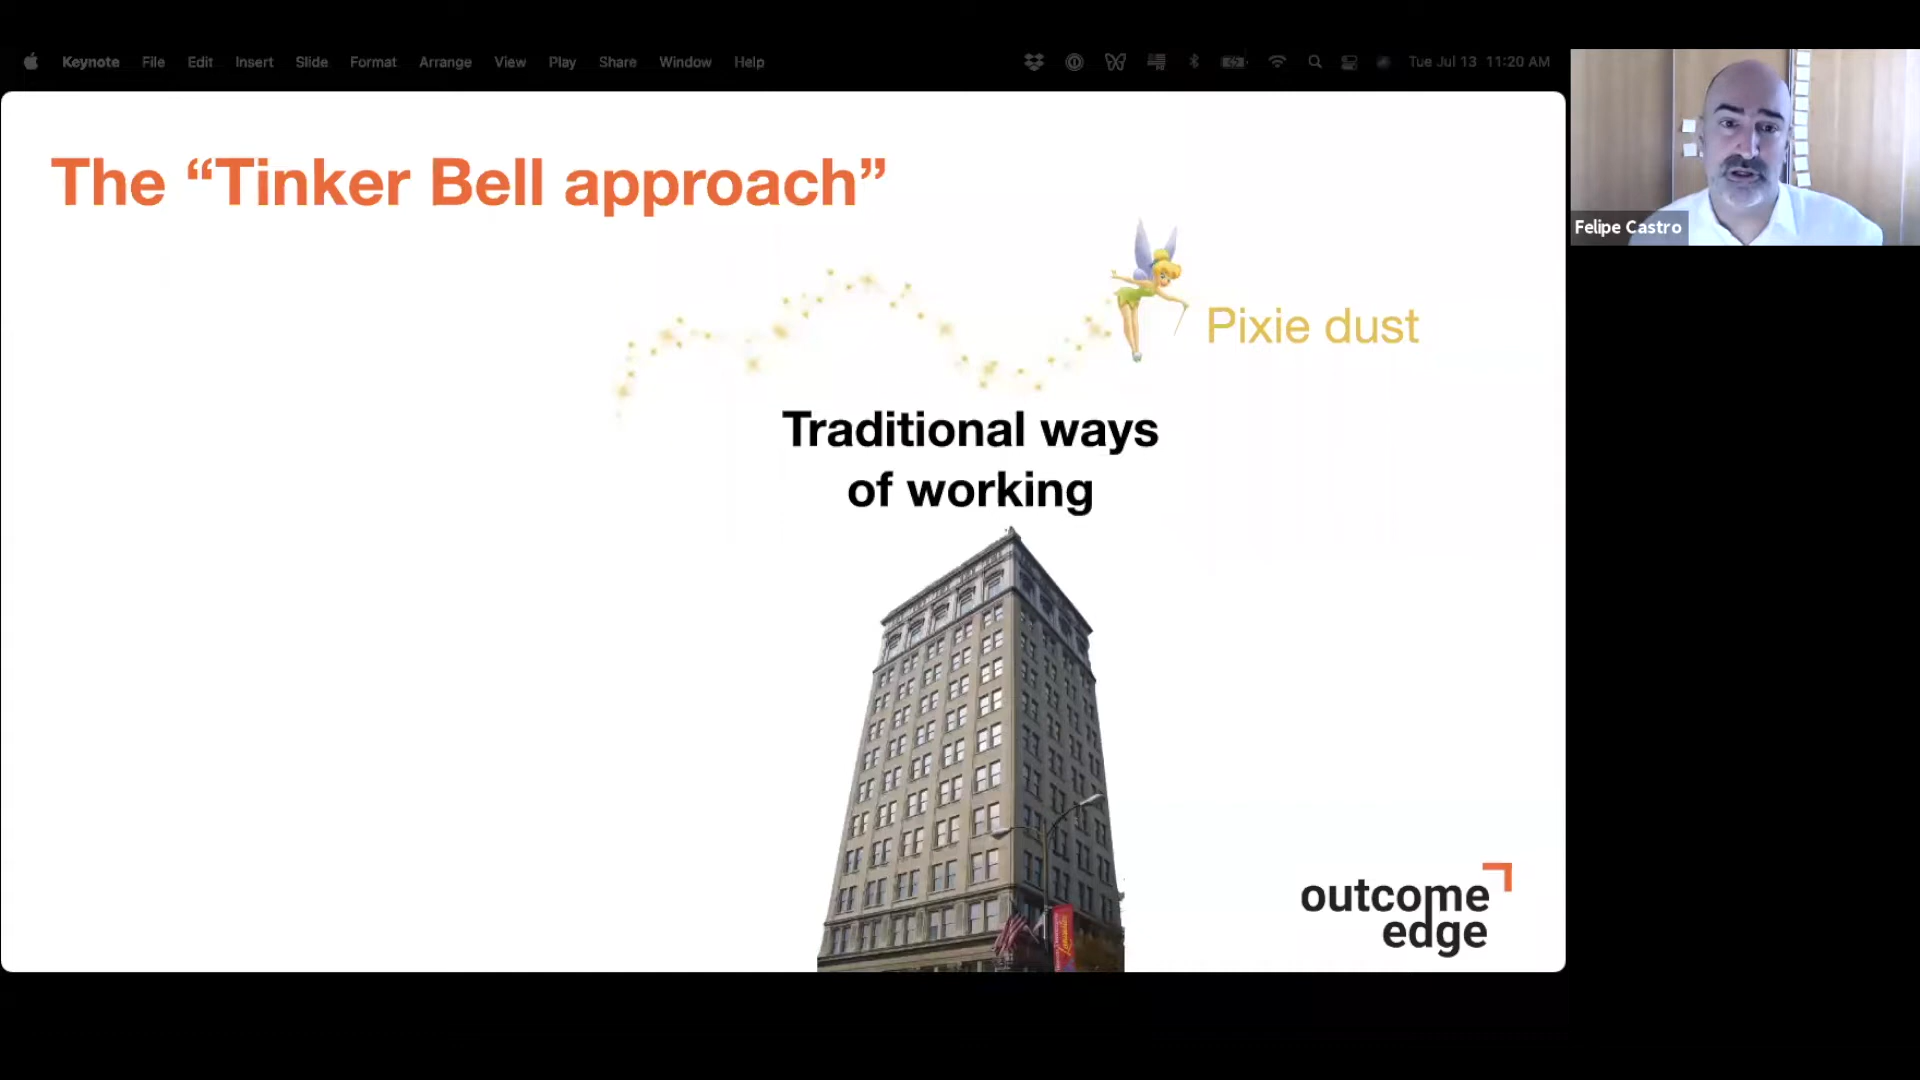 Keynote File Edit Insert Slide Format Arrange View Play Share Window Help Tue Jul 13 11:20 AM
The “Tinker Bell approach”
Felipe Castro
Pixie dust
Traditional ways
of working
outcome
edge